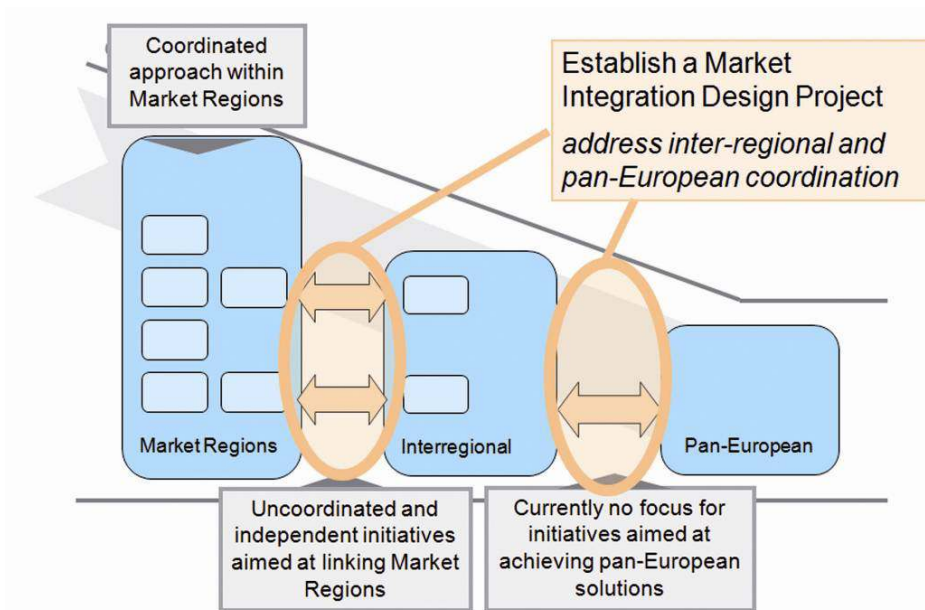 Coordinated
approach within
Market Regions
Establish a Market
Integration Design Project
address inter-regional and
pan-European coordination
Market Regions
Interregional
Pan-European
Uncoordinated and
independent initiatives
aimed at linking Market
Regions
Currently no focus for
initiatives aimed at
achieving pan-European
solutions